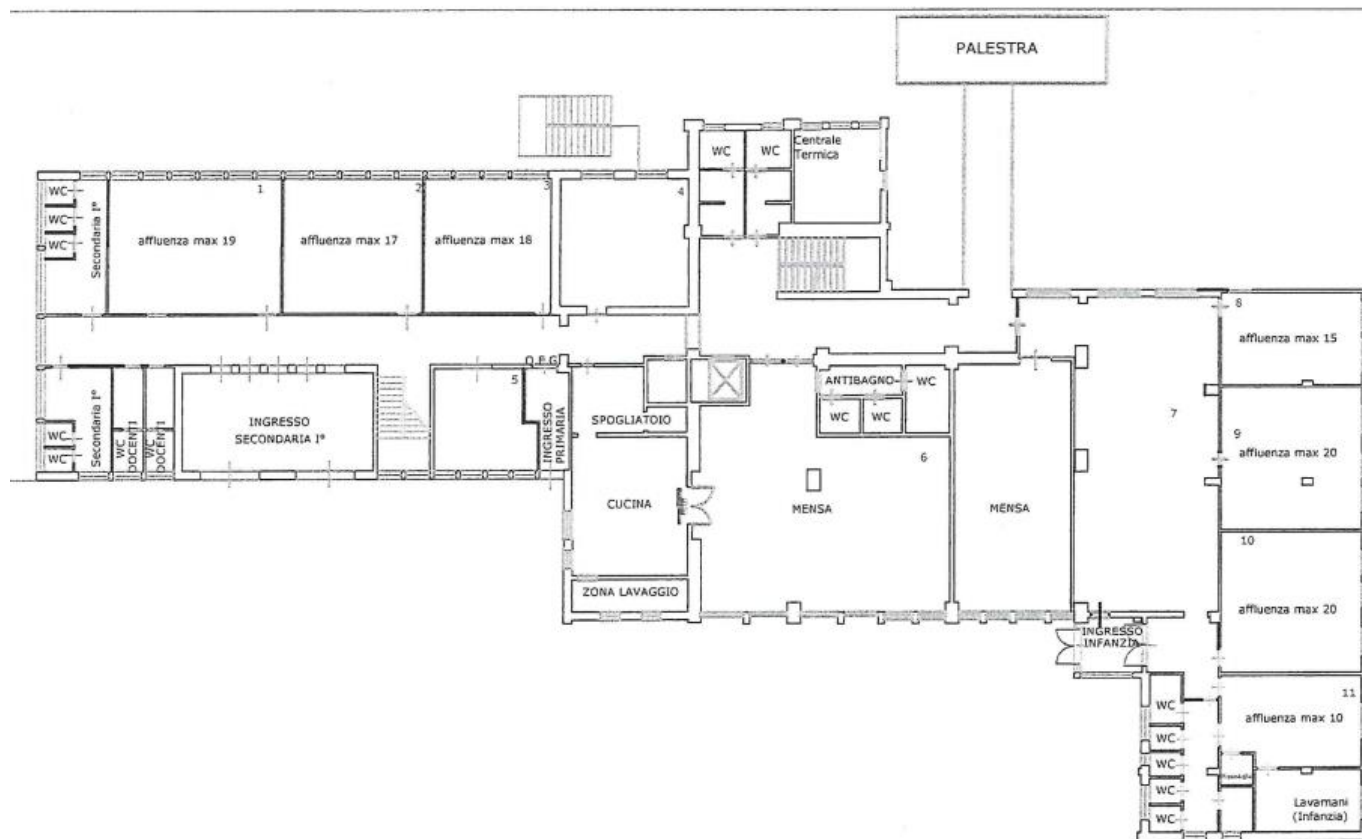 PALESTRA
WC
WC
Centrale
Termica
WC
WC
WC
Secondaria I°
1
affluenza max 19
2
affluenza max 17
3
affluenza max 18
4
8
affluenza max 15
Q.P.G.
5
ANTIBAGNO
WC
WC
WC
INGRESSO
SECONDARIA I°
SPOGLIATOIO
INGRESSO
PRIMARIA
7
WC
WC
Secondaria I°
WC
DOCENTI
WC
DOCENTI
9
affluenza max 20
6
CUCINA
MENSA
MENSA
10
ZONA LAVAGGIO
affluenza max 20
INGRESSO
INFANZIA
11
affluenza max 10
WC
WC
WC
WC
WC
Lavamani
(Infanzia)